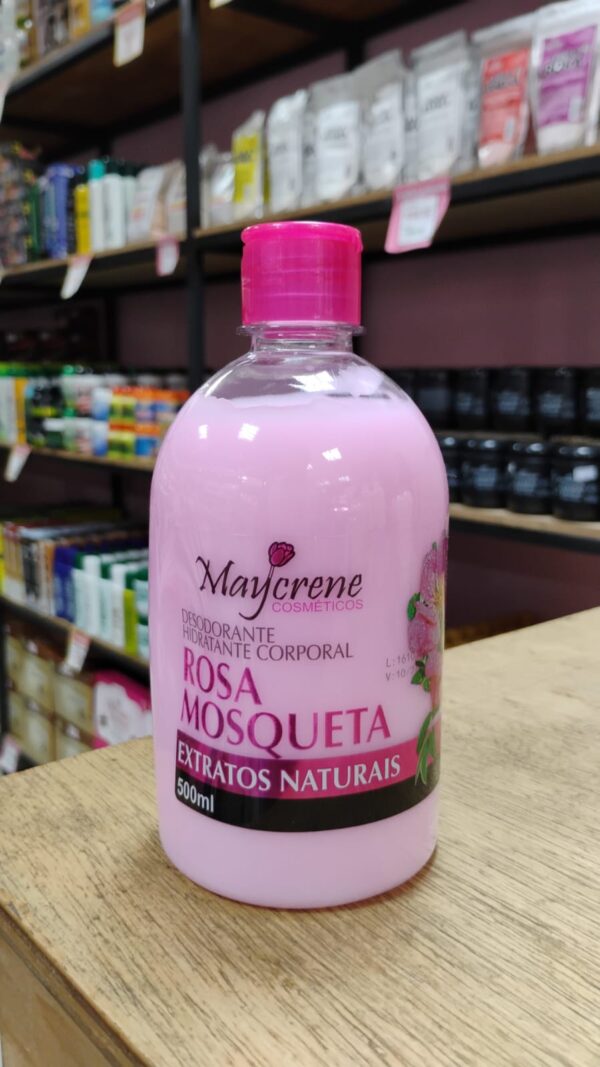 Maycrene
COSMÉTICOS
DESODORANTE
HIDRATANTE CORPORAL
ROSA
MOSQUETA
EXTRATOS NATURAIS
500ml